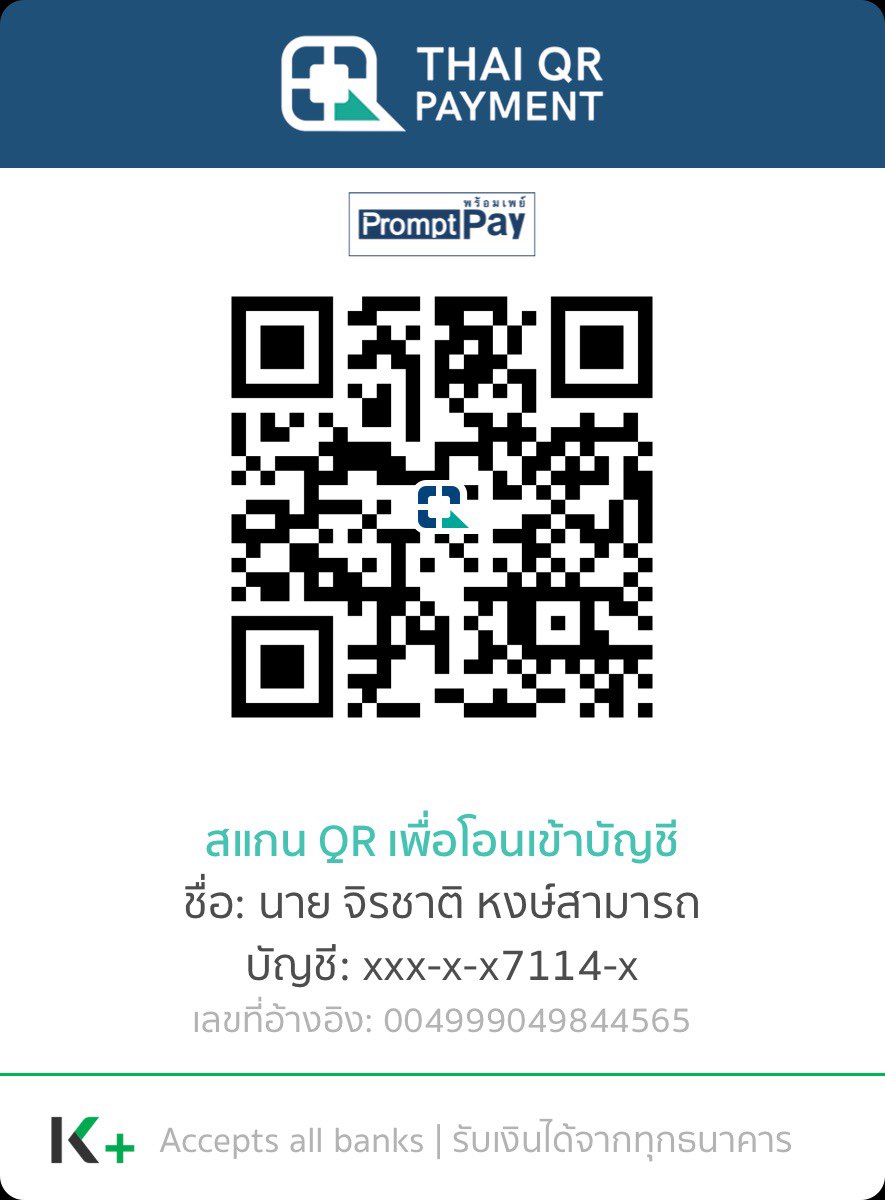 THAI QR
PAYMENT
พร้อมเพย์
PromptPay
สแกน QR เพื่อโอนเข้าบัญชี
ชื่อ: นาย จิรชาติ หงษ์สามารถ
บัญชี: xxx-x-x7114-x
เลขที่อ้างอิง: 004999049844565
K+ Accepts all banks | รับเงินได้จากทุกธนาคาร